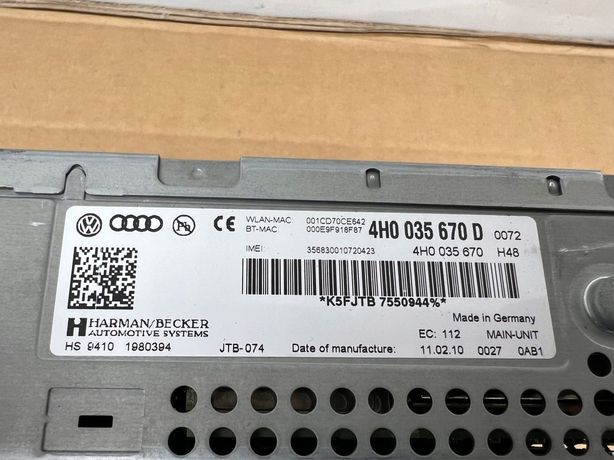 WLAN-MAC 001CD70CE642
BT-MAC 000E9F918F87
4H0 035 670 D 0072
IMEI 356830010720423
4H0 035 670 H48
*K5FJTB 7550944%*
Made in Germany
HARMAN/BECKER
AUTOMOTIVE SYSTEMS
EC: 112 MAIN-UNIT
HS 9410 1980394 JTB-074 Date of Prod.: 11.02.10 0027 0AB1